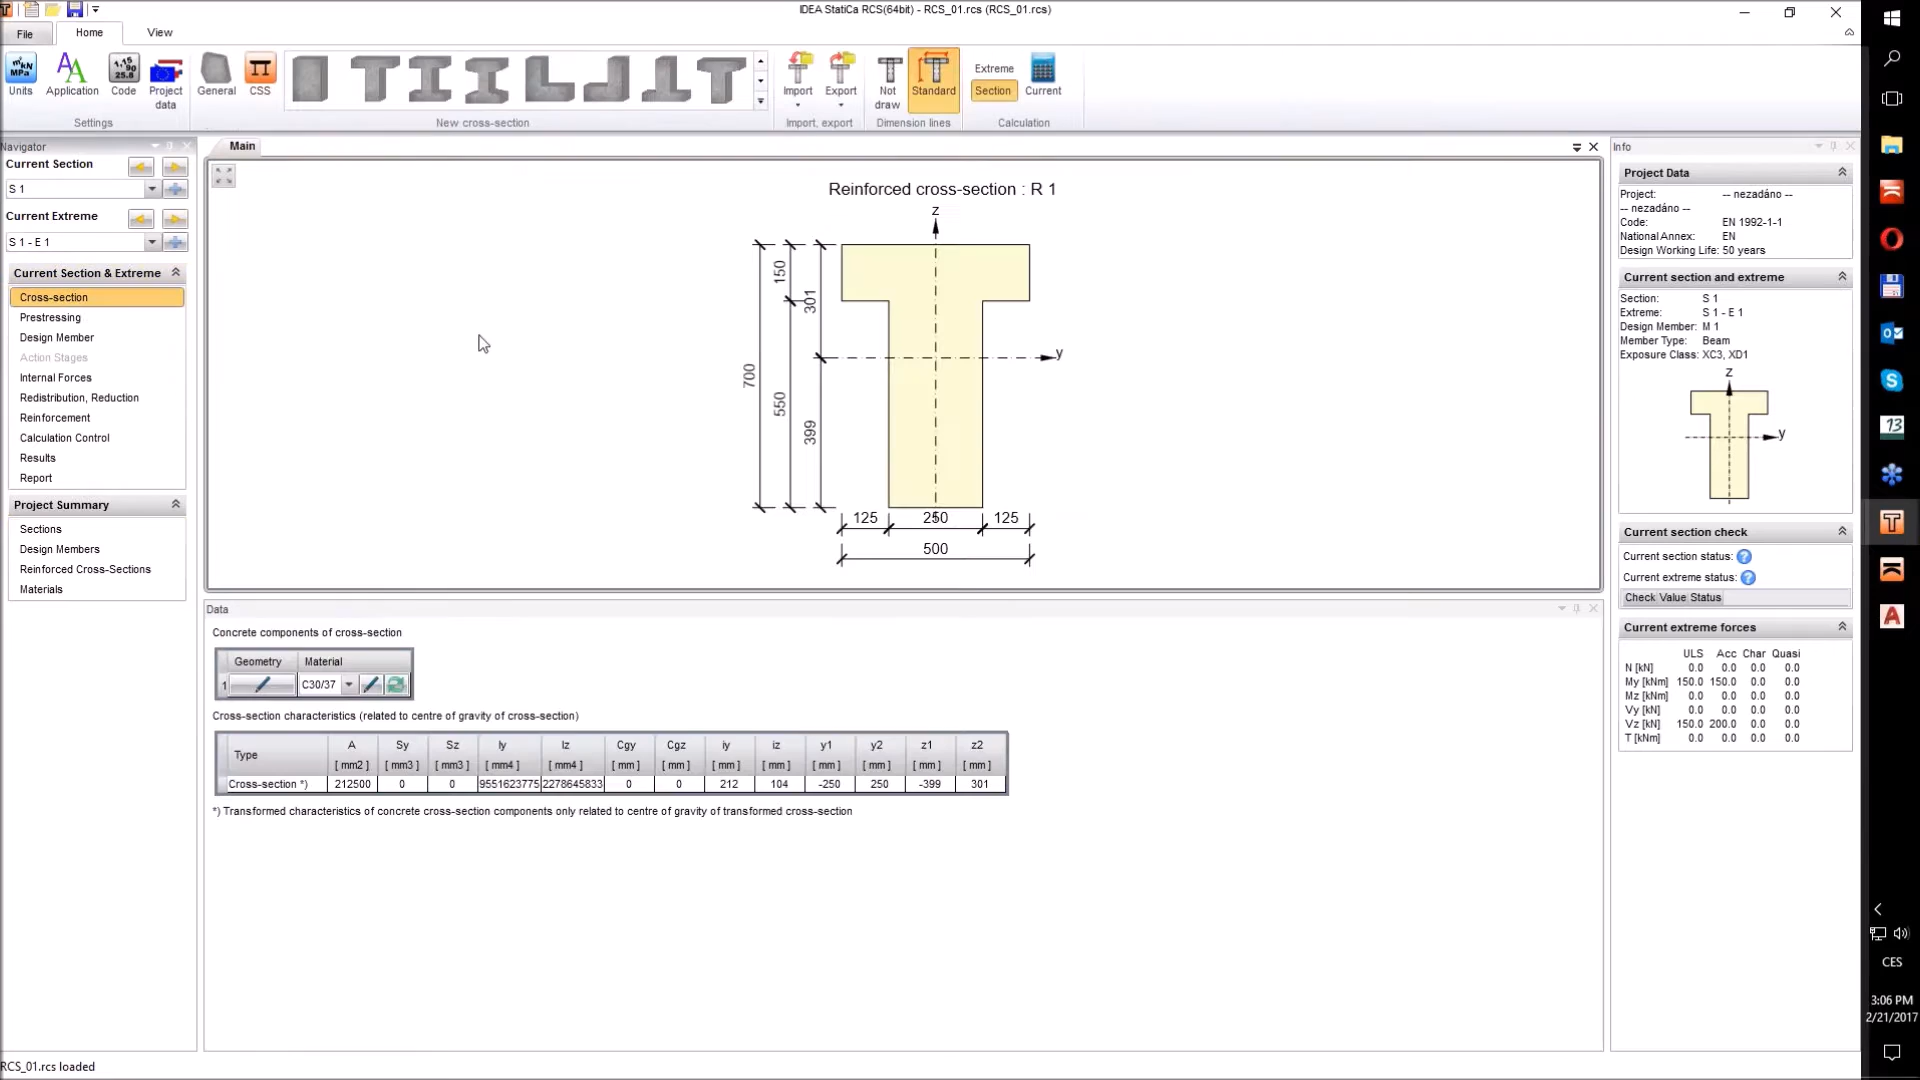 IDEA StatiCa RCS(64bit) - RCS_01.rcs (RCS_01.rcs)
File
Home
View
Units
Application
Code
Project data
Settings
General
CSS
New cross-section
Import
Export
Import, export
Not draw
Standard
Dimension lines
Extreme
Section
Current
Calculation
Navigator
Current Section
S 1
Current Extreme
S 1 - E 1
Current Section & Extreme
Cross-section
Prestressing
Design Member
Action Stages
Internal Forces
Redistribution, Reduction
Reinforcement
Calculation Control
Results
Report
Project Summary
Sections
Design Members
Reinforced Cross-Sections
Materials
Main
Reinforced cross-section : R 1
z
y
150
301
700
550
399
125
250
125
500
Data
Concrete components of cross-section
Geometry Material
1 C30/37
Cross-section characteristics (related to centre of gravity of cross-section)
Type A Sy Sz Iy Iz Cgy Cgz iy iz y1 y2 z1 z2
[ mm2 ] [ mm3 ] [ mm3 ] [ mm4 ] [ mm4 ] [ mm ] [ mm ] [ mm ] [ mm ] [ mm ] [ mm ] [ mm ] [ mm ]
Cross-section *) 212500 0 0 9551623775 2278645833 0 0 212 104 -250 250 -399 301
*) Transformed characteristics of concrete cross-section components only related to centre of gravity of transformed cross-section
Info
Project Data
Project: -- nezadáno --
-- nezadáno --
Code: EN 1992-1-1
National Annex: EN
Design Working Life: 50 years
Current section and extreme
Section: S 1
Extreme: S 1 - E 1
Design Member: M 1
Member Type: Beam
Exposure Class: XC3, XD1
z
y
Current section check
Current section status:
Current extreme status:
Check Value Status
Current extreme forces
ULS Acc Char Quasi
N [kN] 0.0 0.0 0.0 0.0
My [kNm] 150.0 150.0 0.0 0.0
Mz [kNm] 0.0 0.0 0.0 0.0
Vy [kN] 0.0 0.0 0.0 0.0
Vz [kN] 150.0 200.0 0.0 0.0
T [kNm] 0.0 0.0 0.0 0.0
RCS_01.rcs loaded
CES
3:06 PM
2/21/2017